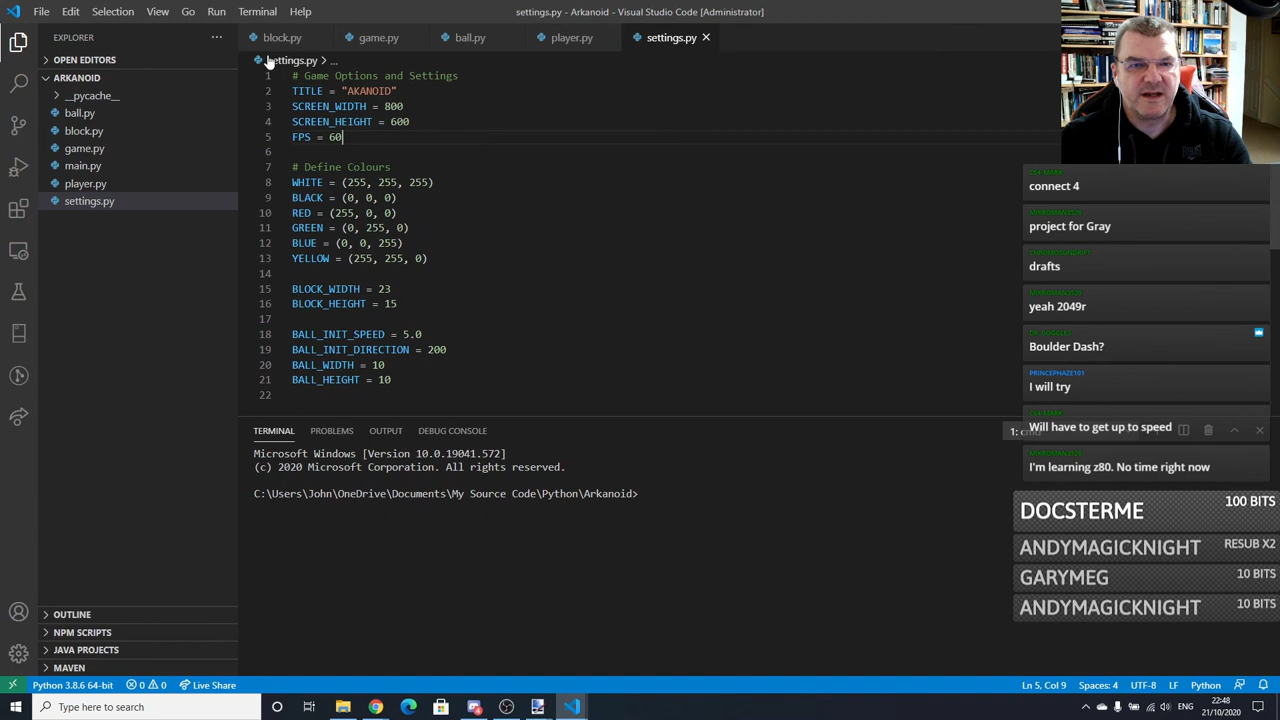 File Edit Selection View Go Run Terminal Help
settings.py - Arkanoid - Visual Studio Code [Administrator]
EXPLORER
OPEN EDITORS
ARKANOID
__pycache__
ball.py
block.py
game.py
main.py
player.py
settings.py
OUTLINE
NPM SCRIPTS
JAVA PROJECTS
MAVEN
block.py
ball.py
player.py
settings.py
settings.py > ...
1 # Game Options and Settings
2 TITLE = "AKANOID"
3 SCREEN_WIDTH = 800
4 SCREEN_HEIGHT = 600
5 FPS = 60
6
7 # Define Colours
8 WHITE = (255, 255, 255)
9 BLACK = (0, 0, 0)
10 RED = (255, 0, 0)
11 GREEN = (0, 255, 0)
12 BLUE = (0, 0, 255)
13 YELLOW = (255, 255, 0)
14
15 BLOCK_WIDTH = 23
16 BLOCK_HEIGHT = 15
17
18 BALL_INIT_SPEED = 5.0
19 BALL_INIT_DIRECTION = 200
20 BALL_WIDTH = 10
21 BALL_HEIGHT = 10
22
TERMINAL PROBLEMS OUTPUT DEBUG CONSOLE
1: cmd
Microsoft Windows [Version 10.0.19041.572]
(c) 2020 Microsoft Corporation. All rights reserved.
C:\Users\John\OneDrive\Documents\My Source Code\Python\Arkanoid>
connect 4
project for Gray
drafts
yeah 2049r
Boulder Dash?
PRINCEPHAZE101
I will try
Will have to get up to speed
I'm learning z80. No time right now
DOCSTERME 100 BITS
ANDYMAGICKNIGHT RESUB X2
GARYMEG 10 BITS
ANDYMAGICKNIGHT 10 BITS
Python 3.8.6 64-bit 0 0 Live Share
Ln 5, Col 9 Spaces: 4 UTF-8 LF Python
Type here to search
22:48
21/10/2020